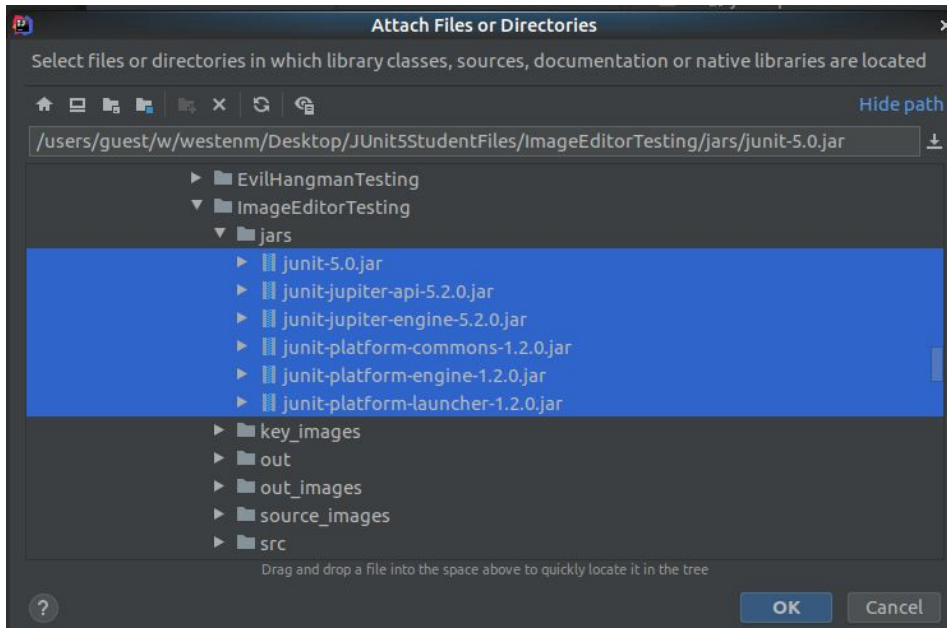 Attach Files or Directories
Select files or directories in which library classes, sources, documentation or native libraries are located
Hide path
/users/guest/w/westenm/Desktop/JUnit5StudentFiles/ImageEditorTesting/jars/junit-5.0.jar
EvilHangmanTesting
ImageEditorTesting
jars
junit-5.0.jar
junit-jupiter-api-5.2.0.jar
junit-jupiter-engine-5.2.0.jar
junit-platform-commons-1.2.0.jar
junit-platform-engine-1.2.0.jar
junit-platform-launcher-1.2.0.jar
key_images
out
out_images
source_images
src
Drag and drop a file into the space above to quickly locate it in the tree
? OK Cancel